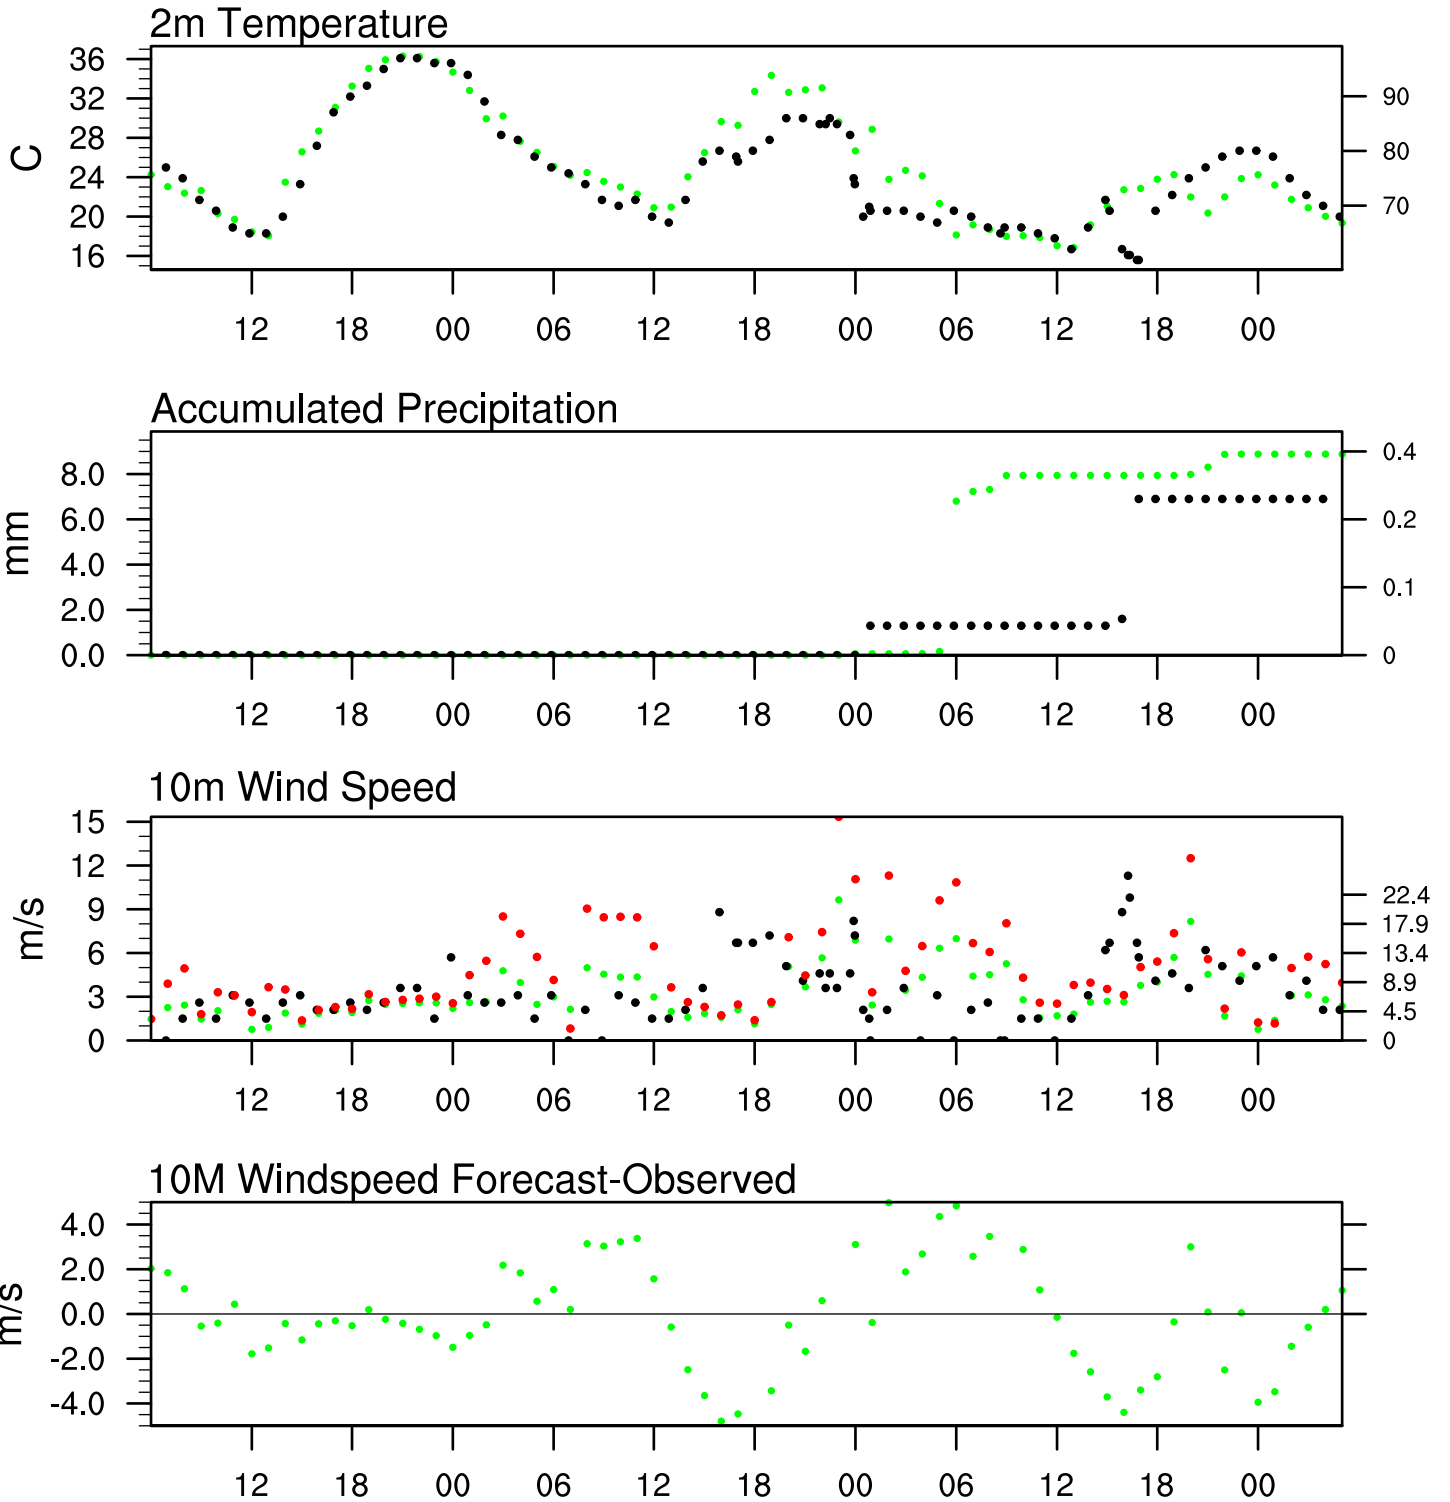 2m Temperature
36
32
28
24
20
16
C
90
80
70
12 18 00 06 12 18 00 06 12 18 00
Accumulated Precipitation
8.0
6.0
4.0
2.0
0.0
mm
0.4
0.2
0.1
0
12 18 00 06 12 18 00 06 12 18 00
10m Wind Speed
15
12
9
6
3
0
m/s
22.4
17.9
13.4
8.9
4.5
0
12 18 00 06 12 18 00 06 12 18 00
10M Windspeed Forecast-Observed
4.0
2.0
0.0
-2.0
-4.0
m/s
12 18 00 06 12 18 00 06 12 18 00